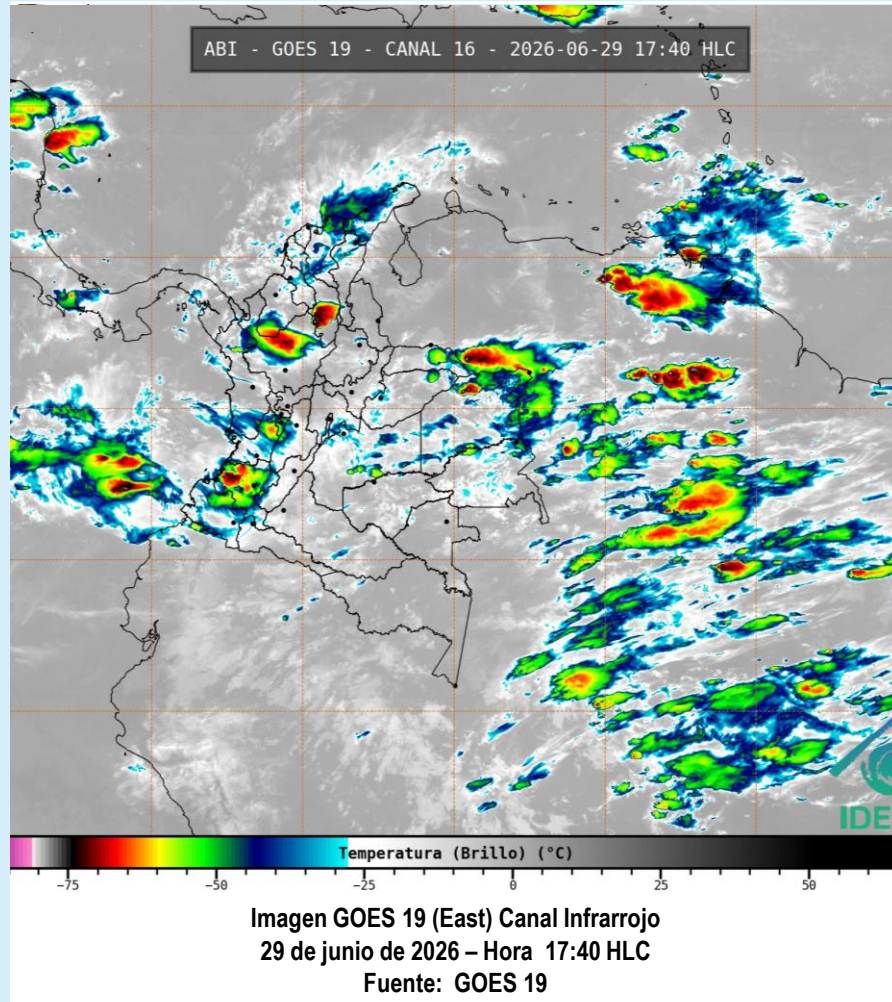 ABI - GOES 19 - CANAL 16 - 2026-06-29 17:40 HLC
IDE
Temperatura (Brillo) (°C)
−75 −50 −25 0 25 50
Imagen GOES 19 (East) Canal Infrarrojo
29 de junio de 2026 – Hora 17:40 HLC
Fuente: GOES 19